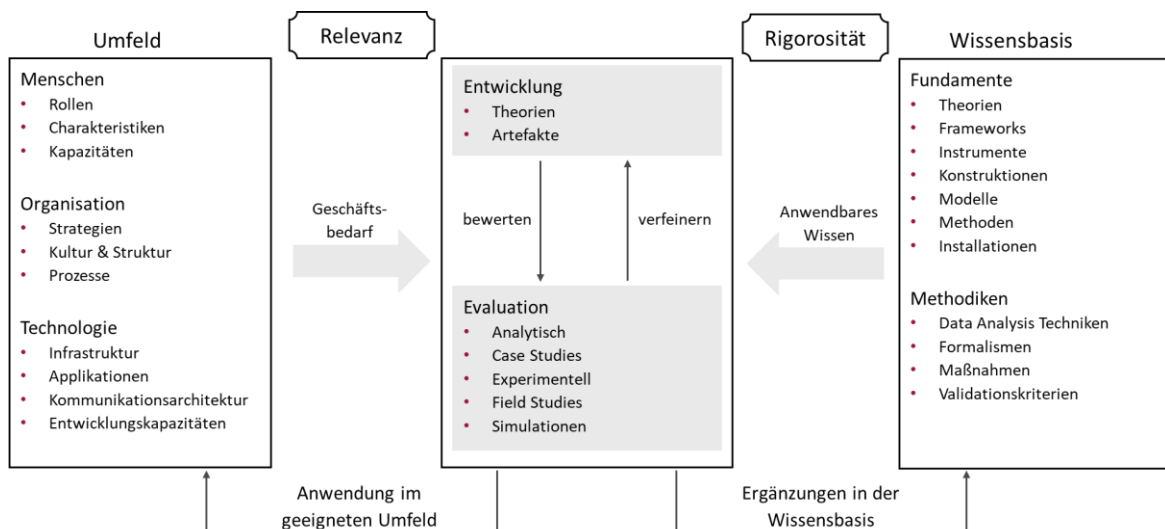 Umfeld
Relevanz
Rigorosität
Wissensbasis
Menschen
• Rollen
• Charakteristiken
• Kapazitäten
Organisation
• Strategien
• Kultur & Struktur
• Prozesse
Technologie
• Infrastruktur
• Applikationen
• Kommunikationsarchitektur
• Entwicklungskapazitäten
Geschäfts-
bedarf
Entwicklung
• Theorien
• Artefakte
bewerten
verfeinern
Evaluation
• Analytisch
• Case Studies
• Experimentell
• Field Studies
• Simulationen
Anwendbares
Wissen
Fundamente
• Theorien
• Frameworks
• Instrumente
• Konstruktionen
• Modelle
• Methoden
• Installationen
Methodiken
• Data Analysis Techniken
• Formalismen
• Maßnahmen
• Validationskriterien
Anwendung im
geeigneten Umfeld
Ergänzungen in der
Wissensbasis